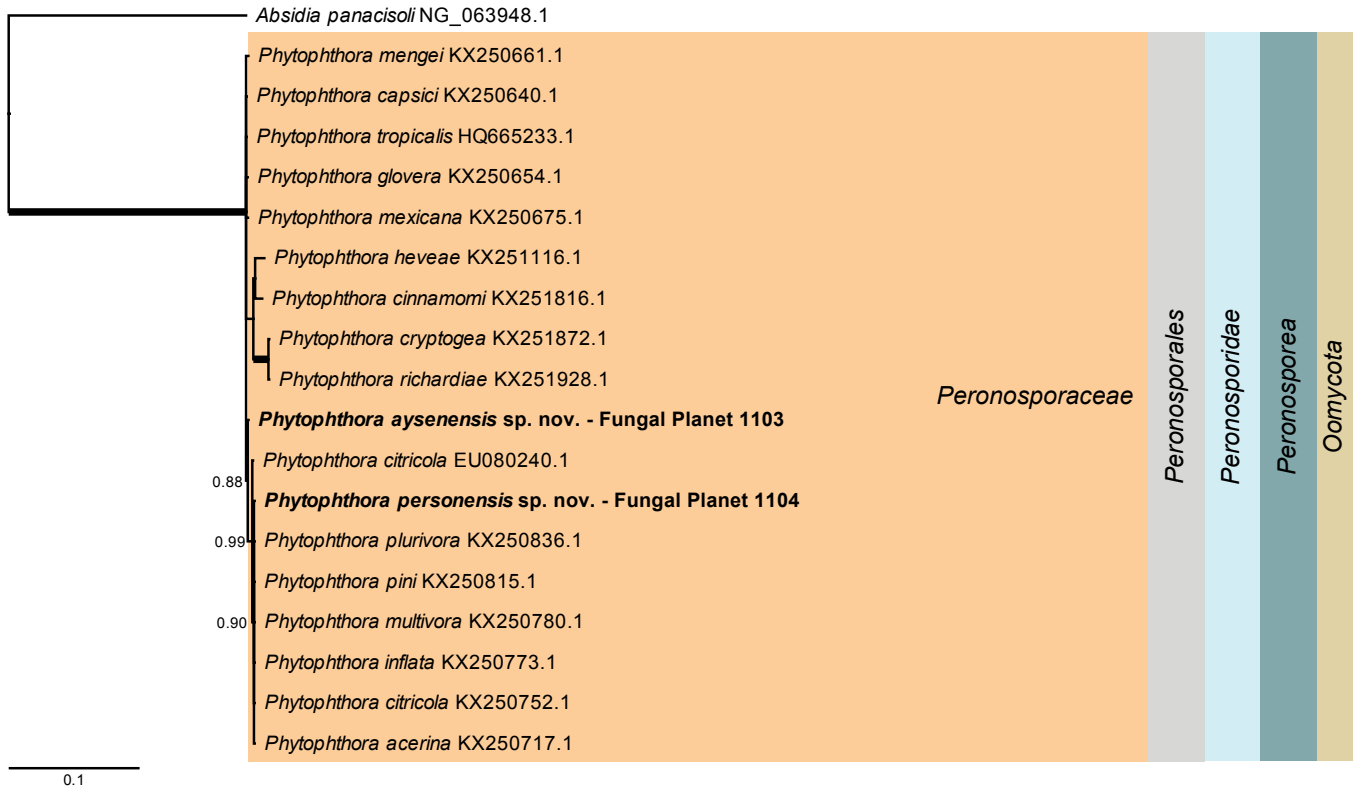 Absidia panacisoli NG_063948.1
Phytophthora mengei KX250661.1
Phytophthora capsici KX250640.1
Phytophthora tropicalis HQ665233.1
Phytophthora glovera KX250654.1
Phytophthora mexicana KX250675.1
Phytophthora heveae KX251116.1
Phytophthora cinnamomi KX251816.1
Phytophthora cryptogea KX251872.1
Phytophthora richardiae KX251928.1
Peronosporaceae
Peronosporales
Peronosporidae
Peronosporea
Oomycota
Phytophthora aysenensis sp. nov. - Fungal Planet 1103
Phytophthora citricola EU080240.1
0.88
Phytophthora personensis sp. nov. - Fungal Planet 1104
0.99
Phytophthora plurivora KX250836.1
Phytophthora pini KX250815.1
0.90
Phytophthora multivora KX250780.1
Phytophthora inflata KX250773.1
Phytophthora citricola KX250752.1
Phytophthora acerina KX250717.1
0.1